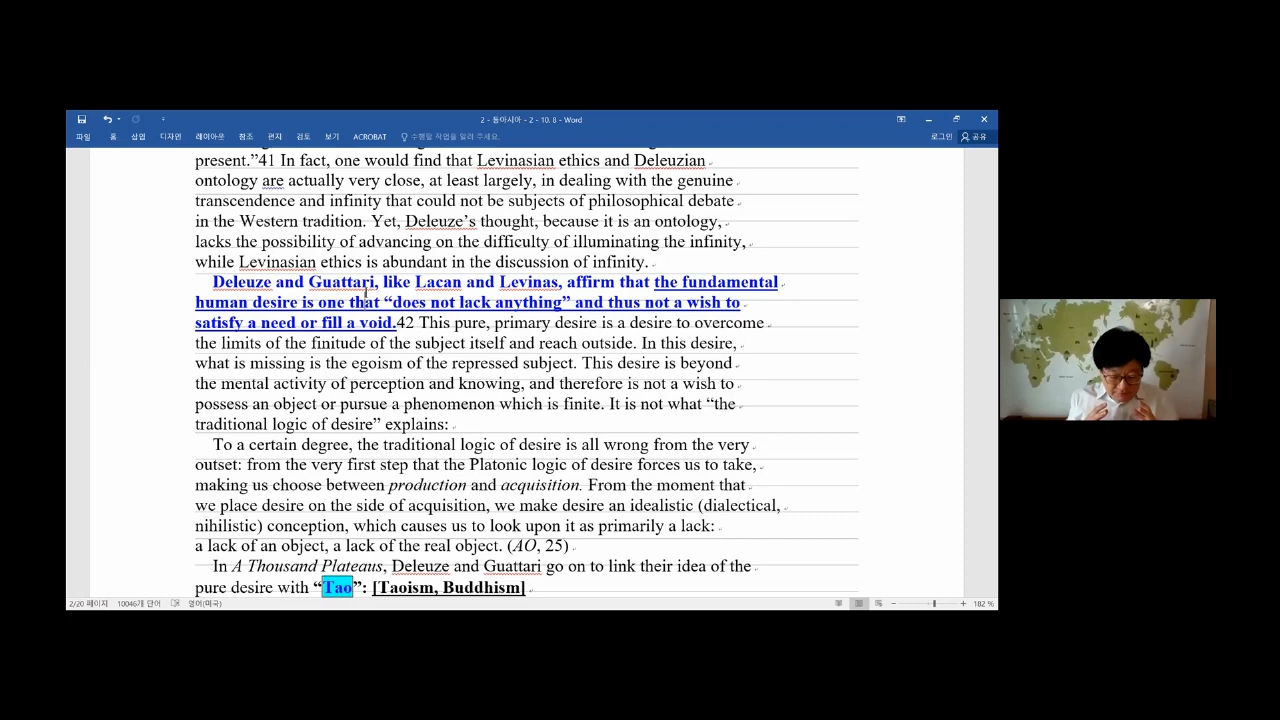 2 - 동아시아 - 2 - 10. 8 - Word
파일 홈 삽입 디자인 레이아웃 참조 편지 검토 보기 ACROBAT 수행할 작업을 알려 주세요. 로그인 공유
present.”41 In fact, one would find that Levinasian ethics and Deleuzian
ontology are actually very close, at least largely, in dealing with the genuine
transcendence and infinity that could not be subjects of philosophical debate
in the Western tradition. Yet, Deleuze’s thought, because it is an ontology,
lacks the possibility of advancing on the difficulty of illuminating the infinity,
while Levinasian ethics is abundant in the discussion of infinity.
Deleuze and Guattari, like Lacan and Levinas, affirm that the fundamental
human desire is one that “does not lack anything” and thus not a wish to
satisfy a need or fill a void.42 This pure, primary desire is a desire to overcome
the limits of the finitude of the subject itself and reach outside. In this desire,
what is missing is the egoism of the repressed subject. This desire is beyond
the mental activity of perception and knowing, and therefore is not a wish to
possess an object or pursue a phenomenon which is finite. It is not what “the
traditional logic of desire” explains:
To a certain degree, the traditional logic of desire is all wrong from the very
outset: from the very first step that the Platonic logic of desire forces us to take,
making us choose between production and acquisition. From the moment that
we place desire on the side of acquisition, we make desire an idealistic (dialectical,
nihilistic) conception, which causes us to look upon it as primarily a lack:
a lack of an object, a lack of the real object. (AO, 25)
In A Thousand Plateaus, Deleuze and Guattari go on to link their idea of the
pure desire with “Tao”: [Taoism, Buddhism]
2/20 페이지 10046개 단어 영어(미국) 182 %